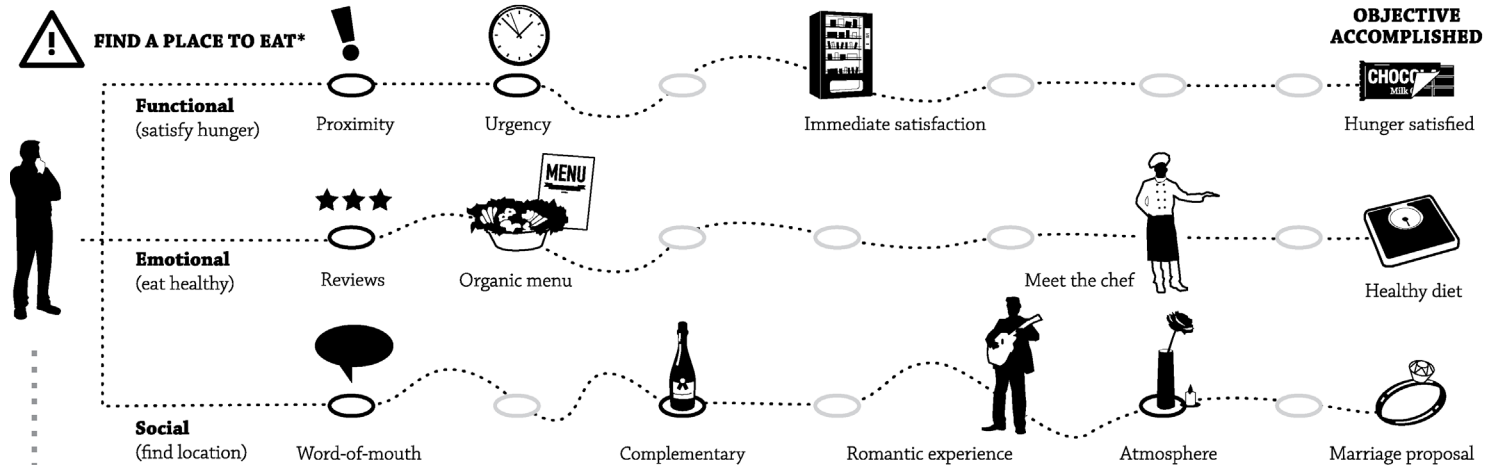 FIND A PLACE TO EAT*
OBJECTIVE
ACCOMPLISHED
Functional
(satisfy hunger)
Proximity
Urgency
Immediate satisfaction
CHOCOL
Milk
Hunger satisfied
MENU
Emotional
(eat healthy)
Reviews
Organic menu
Meet the chef
Healthy diet
Social
(find location)
Word-of-mouth
Complementary
Romantic experience
Atmosphere
Marriage proposal